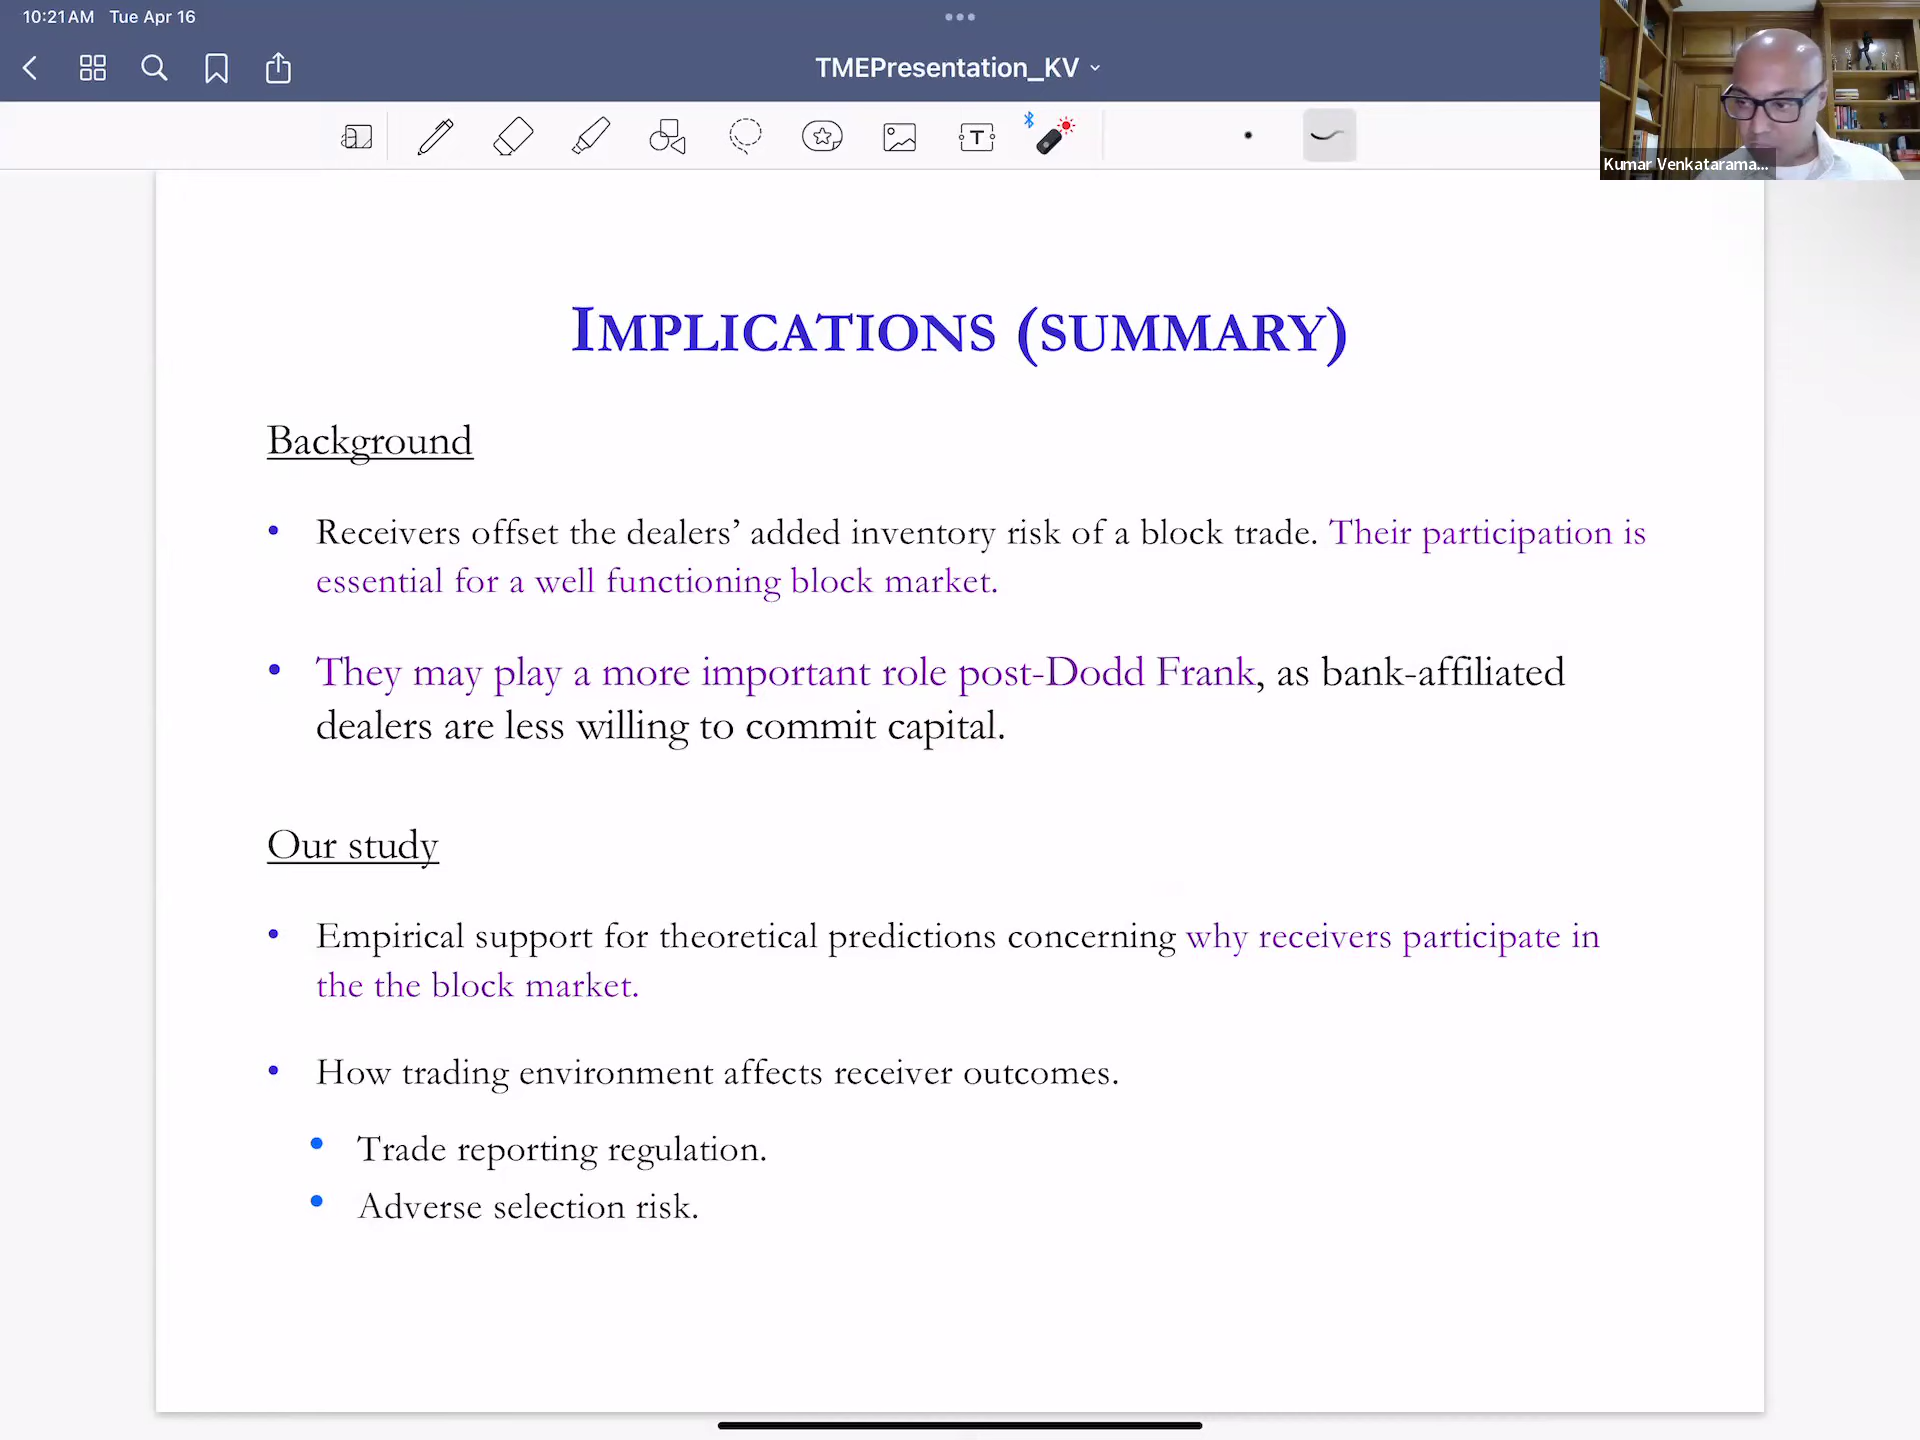 10:21 AM Tue Apr 16
TMEPresentation_KV
Kumar Venkatarama...
IMPLICATIONS (SUMMARY)
Background
• Receivers offset the dealers’ added inventory risk of a block trade. Their participation is
essential for a well functioning block market.
• They may play a more important role post-Dodd Frank, as bank-affiliated
dealers are less willing to commit capital.
Our study
• Empirical support for theoretical predictions concerning why receivers participate in
the the block market.
• How trading environment affects receiver outcomes.
• Trade reporting regulation.
• Adverse selection risk.